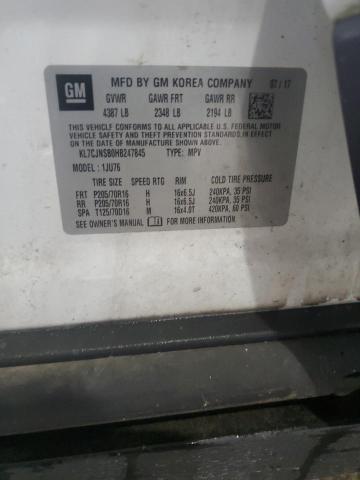 GM MFD BY GM KOREA COMPANY 02 / 17
GVWR GAWR FRT GAWR RR
4387 LB 2348 LB 2194 LB
THIS VEHICLE CONFORMS TO ALL APPLICABLE U.S. FEDERAL MOTOR
VEHICLE SAFETY, BUMPER, AND THEFT PREVENTION STANDARDS IN
EFFECT ON THE DATE OF MANUFACTURE SHOWN ABOVE.
KL7CJNSB0HB247845 TYPE: MPV
MODEL : 1JU76
TIRE SIZE SPEED RTG RIM COLD TIRE PRESSURE
FRT P205/70R16 H 16x6.5J 240KPA, 35 PSI
RR P205/70R16 H 16x6.5J 240KPA, 35 PSI
SPA T125/70D16 M 16x4.0T 420KPA, 60 PSI
SEE OWNER'S MANUAL FOR MORE INFORMATION.